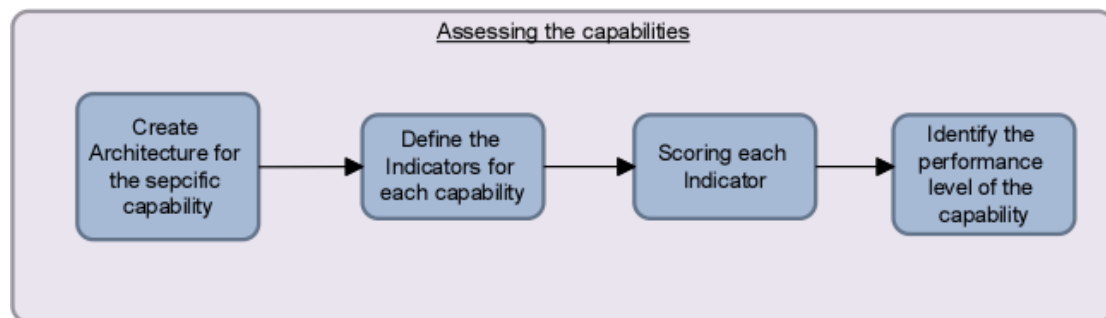 Assessing the capabilities
Create
Architecture for
the sepcific
capability
Define the
Indicators for
each capability
Scoring each
Indicator
Identify the
performance
level of the
capability